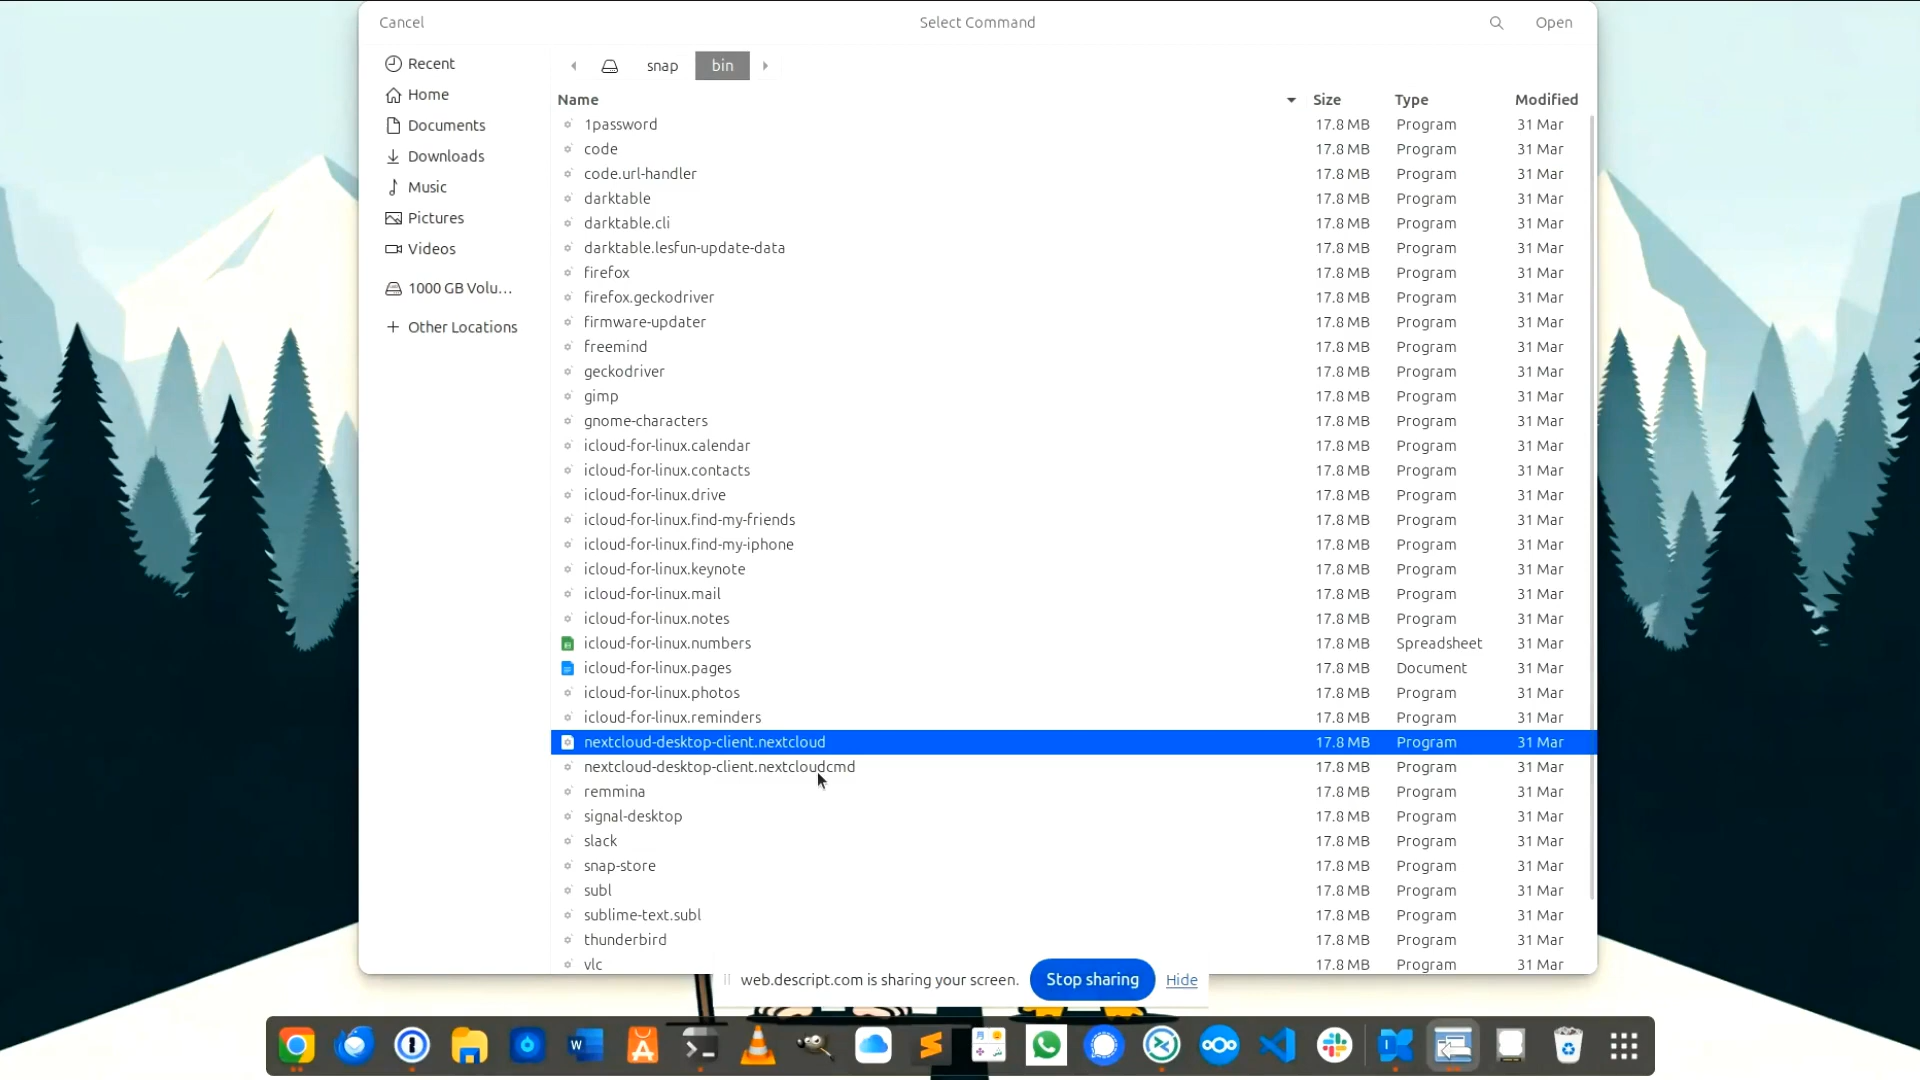 Cancel
Select Command
Open
Recent
Home
Documents
Downloads
Music
Pictures
Videos
1000 GB Volu...
Other Locations
snap bin
Name Size Type Modified
1password 17.8 MB Program 31 Mar
code 17.8 MB Program 31 Mar
code.url-handler 17.8 MB Program 31 Mar
darktable 17.8 MB Program 31 Mar
darktable.cli 17.8 MB Program 31 Mar
darktable.lesfun-update-data 17.8 MB Program 31 Mar
firefox 17.8 MB Program 31 Mar
firefox.geckodriver 17.8 MB Program 31 Mar
firmware-updater 17.8 MB Program 31 Mar
freemind 17.8 MB Program 31 Mar
geckodriver 17.8 MB Program 31 Mar
gimp 17.8 MB Program 31 Mar
gnome-characters 17.8 MB Program 31 Mar
icloud-for-linux.calendar 17.8 MB Program 31 Mar
icloud-for-linux.contacts 17.8 MB Program 31 Mar
icloud-for-linux.drive 17.8 MB Program 31 Mar
icloud-for-linux.find-my-friends 17.8 MB Program 31 Mar
icloud-for-linux.find-my-iphone 17.8 MB Program 31 Mar
icloud-for-linux.keynote 17.8 MB Program 31 Mar
icloud-for-linux.mail 17.8 MB Program 31 Mar
icloud-for-linux.notes 17.8 MB Program 31 Mar
icloud-for-linux.numbers 17.8 MB Spreadsheet 31 Mar
icloud-for-linux.pages 17.8 MB Document 31 Mar
icloud-for-linux.photos 17.8 MB Program 31 Mar
icloud-for-linux.reminders 17.8 MB Program 31 Mar
nextcloud-desktop-client.nextcloud 17.8 MB Program 31 Mar
nextcloud-desktop-client.nextcloudcmd 17.8 MB Program 31 Mar
remmina 17.8 MB Program 31 Mar
signal-desktop 17.8 MB Program 31 Mar
slack 17.8 MB Program 31 Mar
snap-store 17.8 MB Program 31 Mar
subl 17.8 MB Program 31 Mar
sublime-text.subl 17.8 MB Program 31 Mar
thunderbird 17.8 MB Program 31 Mar
vlc 17.8 MB Program 31 Mar
web.descript.com is sharing your screen. Stop sharing Hide